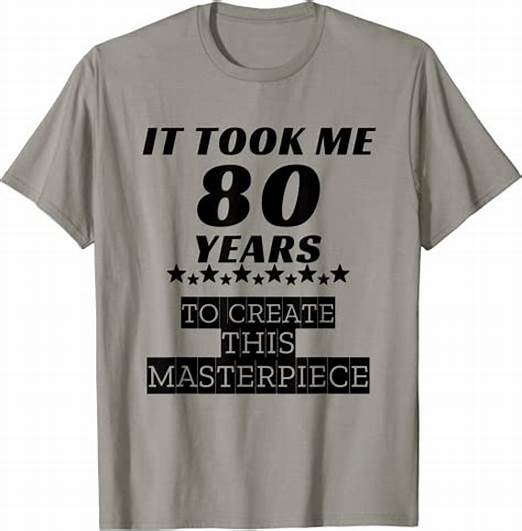 IT TOOK ME
80
YEARS
TO CREATE
THIS
MASTERPIECE